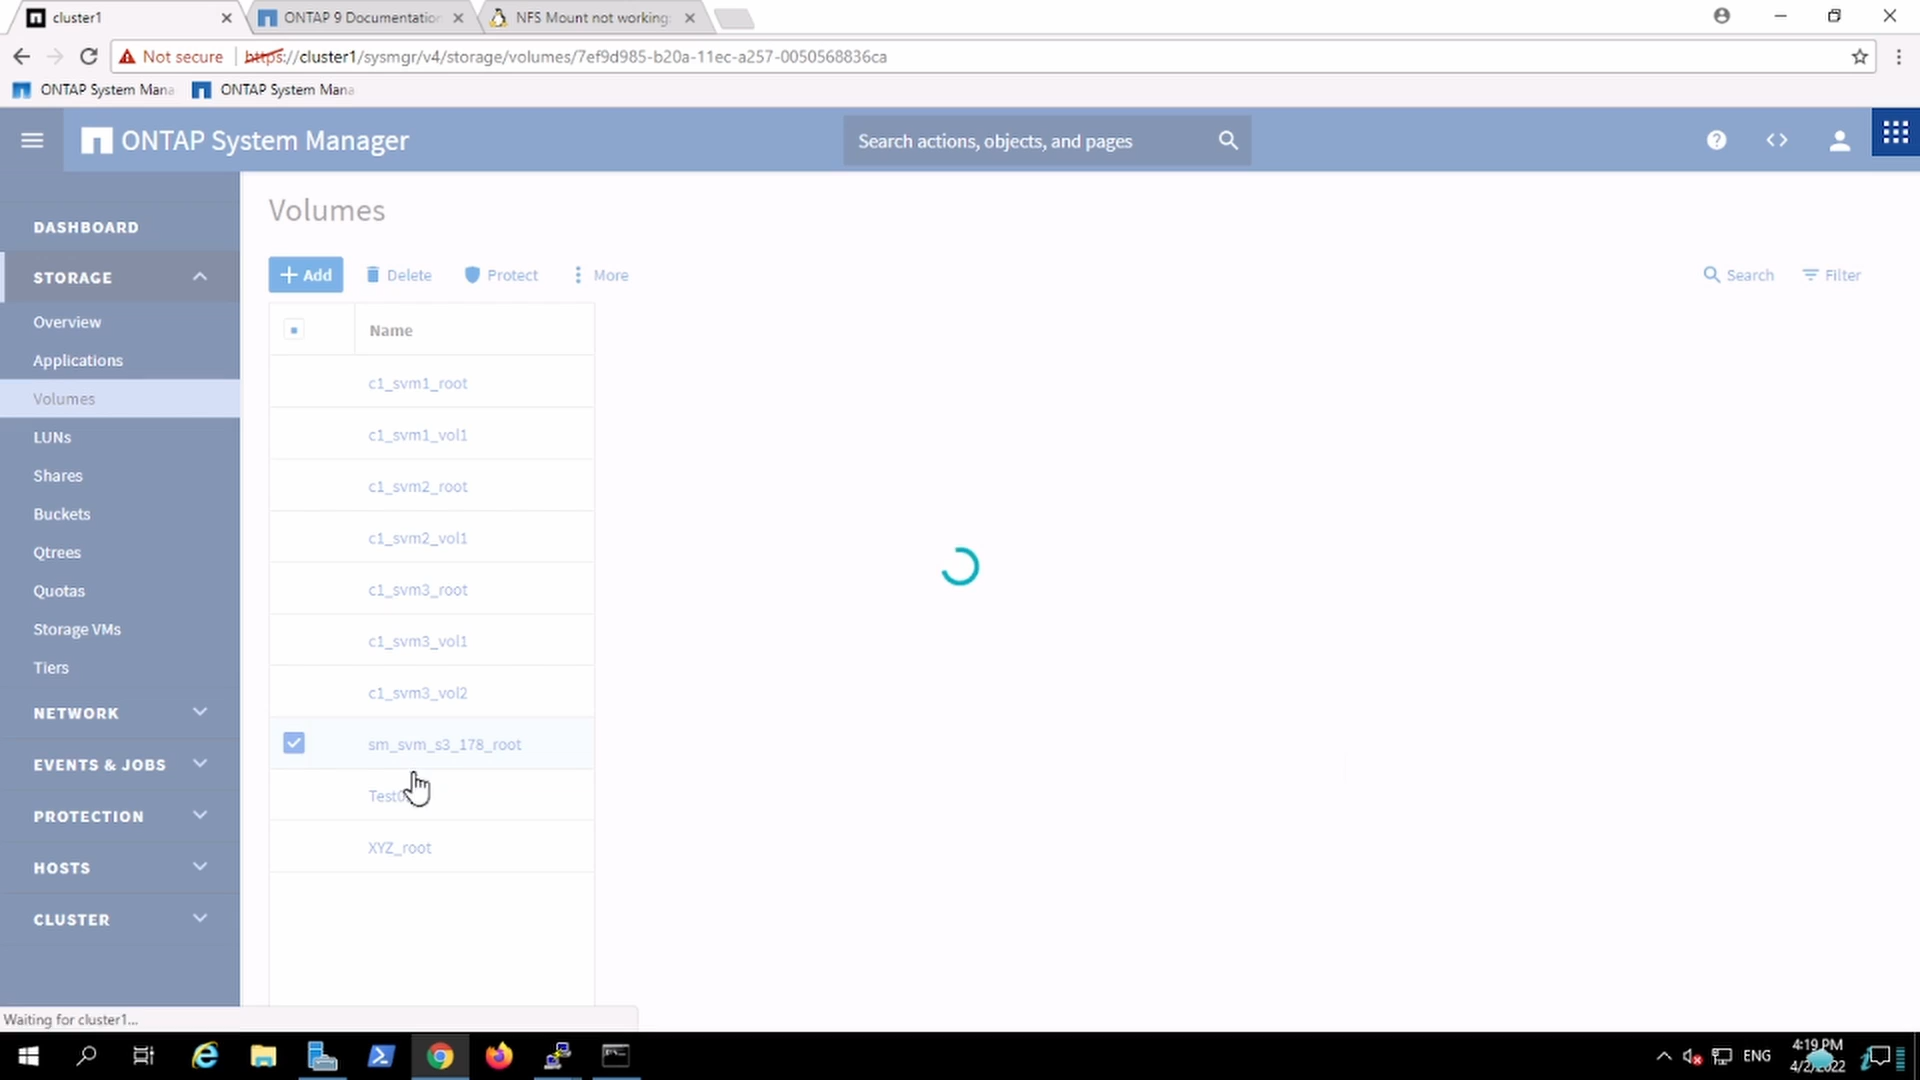 cluster1
ONTAP 9 Documentation
NFS Mount not working
Not secure
https://cluster1/sysmgr/v4/storage/volumes/7ef9d985-b20a-11ec-a257-0050568836ca
ONTAP System Mana
ONTAP System Mana
ONTAP System Manager
Search actions, objects, and pages
DASHBOARD
STORAGE
Overview
Applications
Volumes
LUNs
Shares
Buckets
Qtrees
Quotas
Storage VMs
Tiers
NETWORK
EVENTS & JOBS
PROTECTION
HOSTS
CLUSTER
Volumes
Add
Delete
Protect
More
Search
Filter
Name
c1_svm1_root
c1_svm1_vol1
c1_svm2_root
c1_svm2_vol1
c1_svm3_root
c1_svm3_vol1
c1_svm3_vol2
sm_svm_s3_178_root
XYZ_root
Waiting for cluster1...
ENG
4:19 PM
4/2/2022